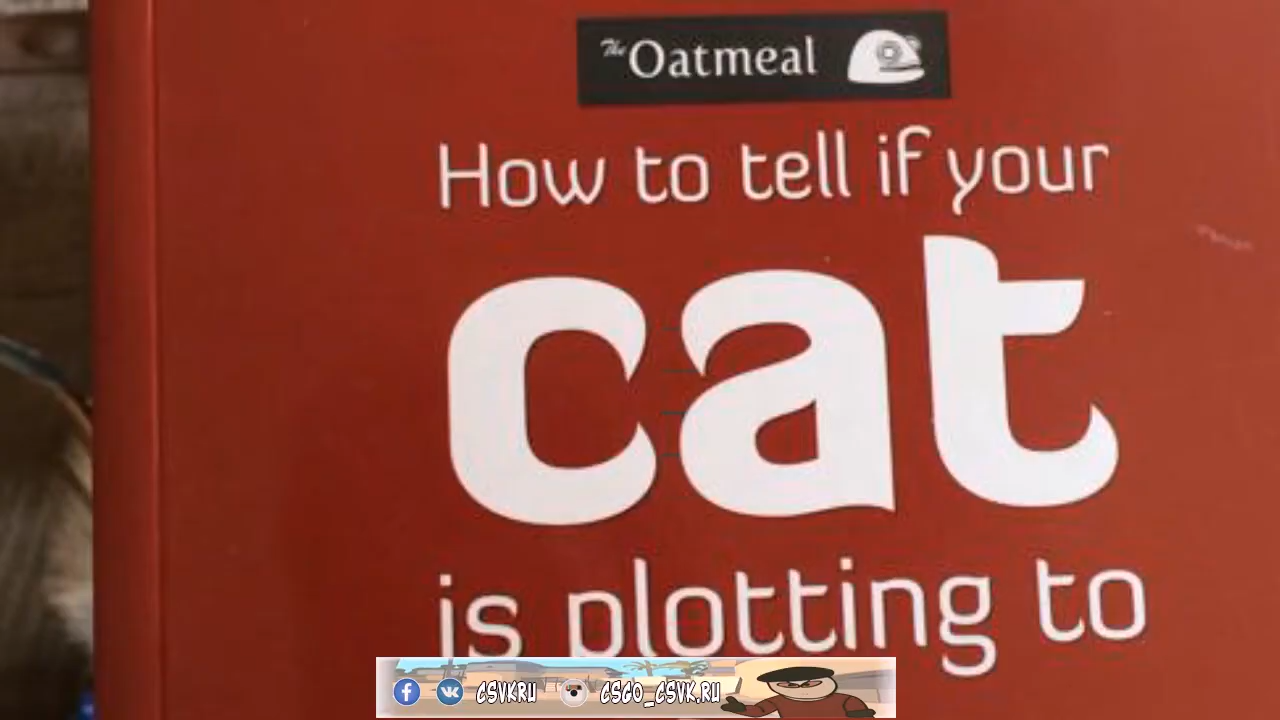 The Oatmeal
How to tell if your
cat
is plotting to
CSVKRU CSGO_CSVK.RU